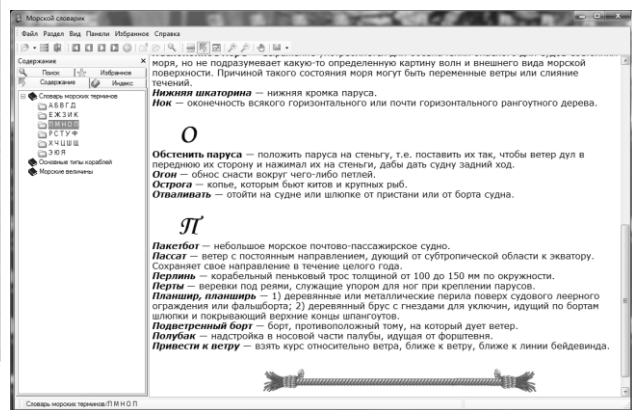 Морской словарик
Файл Раздел Вид Панели Избранное Справка
Содержание
Поиск Избранное
Содержание Индекс
Словарь морских терминов
А Б В Г Д
Е Ж З И К
П М Н О П
Р С Т У Ф
Х Ч Ц Ш Щ
Э Ю Я
Основные типы кораблей
Морские величины
моря, но не подразумевает какую-то определенную картину волн и внешнего вида морской
поверхности. Причиной такого состояния моря могут быть переменные ветры или слияние
течений.
Нижняя шкаторина — нижняя кромка паруса.
Нок — оконечность всякого горизонтального или почти горизонтального рангоутного дерева.
О
Обстенить паруса — положить паруса на стеньгу, т.е. поставить их так, чтобы ветер дул в
переднюю их сторону и нажимал их на стеньги, дабы дать судну задний ход.
Огон — обнос снасти вокруг чего-либо петлей.
Острога — копье, которым бьют китов и крупных рыб.
Отваливать — отойти на судне или шлюпке от пристани или от борта судна.
П
Пакетбот — небольшое морское почтово-пассажирское судно.
Пассат — ветер с постоянным направлением, дующий от субтропической области к экватору.
Сохраняет свое направление в течение целого года.
Перлинь — корабельный пеньковый трос толщиной от 100 до 150 мм по окружности.
Перты — веревки под реями, служащие упором для ног при креплении парусов.
Планшир, планширь — 1) деревянные или металлические перила поверх судового леерного
ограждения или фальшборта; 2) деревянный брус с гнездами для уключин, идущий по бортам
шлюпки и покрывающий верхние концы шпангоутов.
Подветренный борт — борт, противоположный тому, на который дует ветер.
Полубак — надстройка в носовой части палубы, идущая от форштевня.
Привести к ветру — взять курс относительно ветра, ближе к ветру, ближе к линии бейдевинда.
Словарь морских терминов/П М Н О П